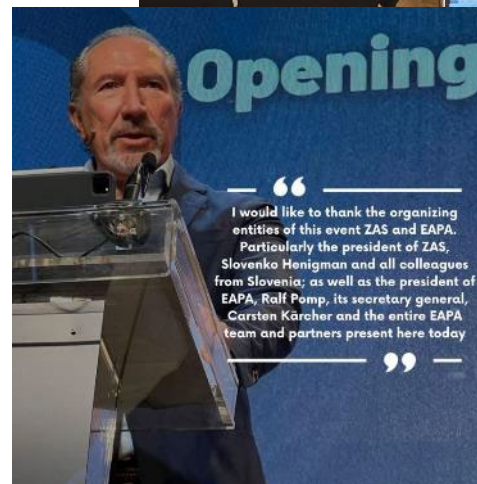 Opening
“
I would like to thank the organizing
entities of this event ZAS and EAPA.
Particularly the president of ZAS,
Slovenko Henigman and all colleagues
from Slovenia; as well as the president of
EAPA, Ralf Pomp, its secretary general,
Carsten Kärcher and the entire EAPA
team and partners present here today
”